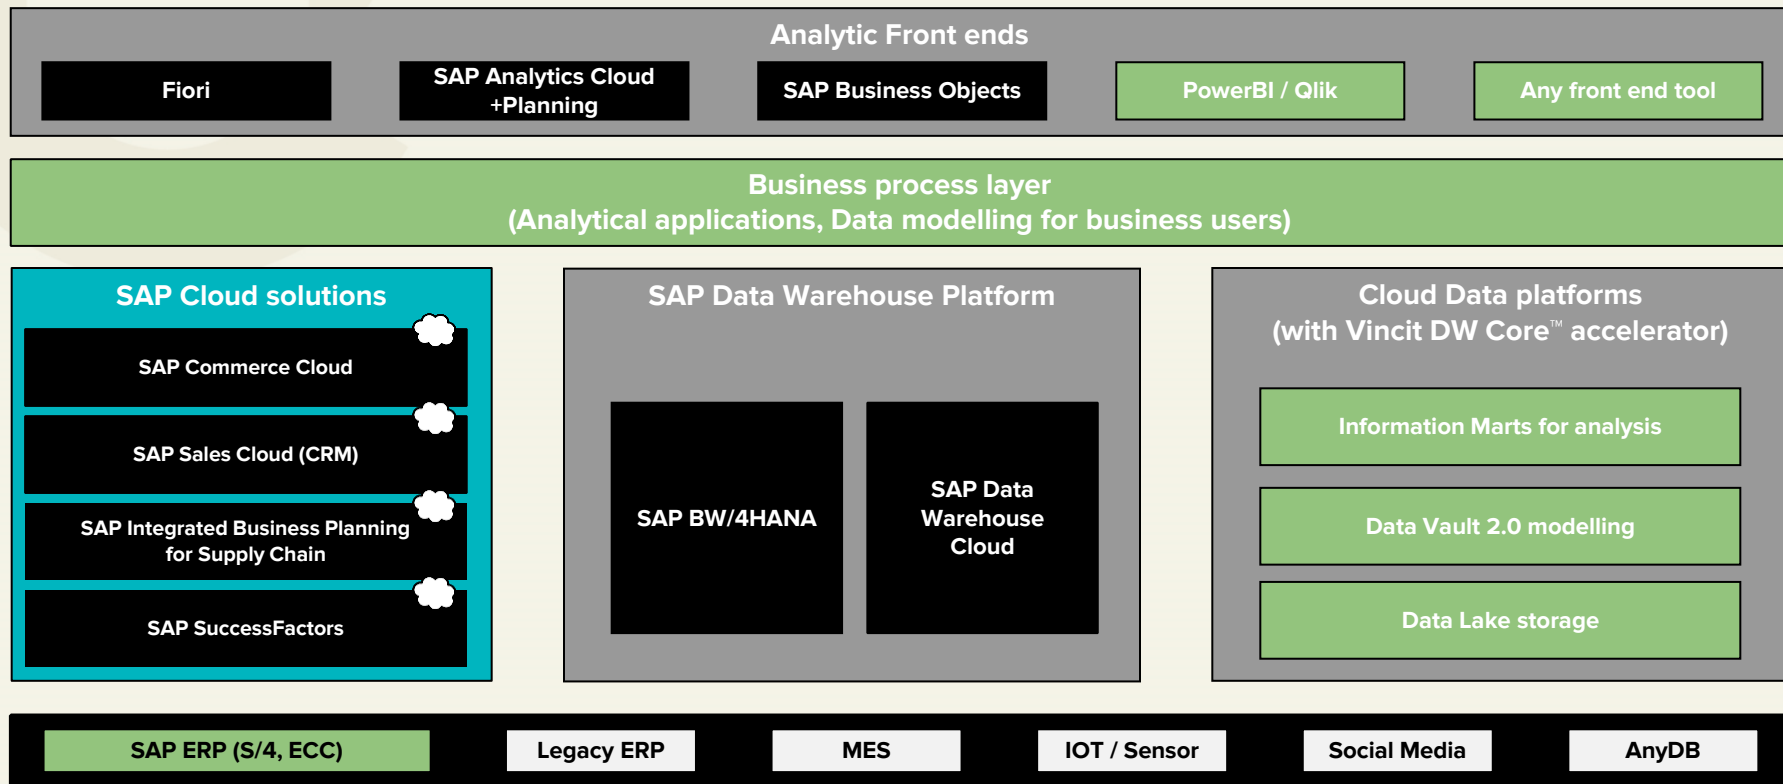 Analytic Front ends
Fiori
SAP Analytics Cloud
+Planning
SAP Business Objects
PowerBI / Qlik
Any front end tool
Business process layer
(Analytical applications, Data modelling for business users)
SAP Cloud solutions
SAP Commerce Cloud
SAP Sales Cloud (CRM)
SAP Integrated Business Planning
for Supply Chain
SAP SuccessFactors
SAP Data Warehouse Platform
SAP BW/4HANA
SAP Data
Warehouse
Cloud
Cloud Data platforms
(with Vincit DW Core™ accelerator)
Information Marts for analysis
Data Vault 2.0 modelling
Data Lake storage
SAP ERP (S/4, ECC)
Legacy ERP
MES
IOT / Sensor
Social Media
AnyDB